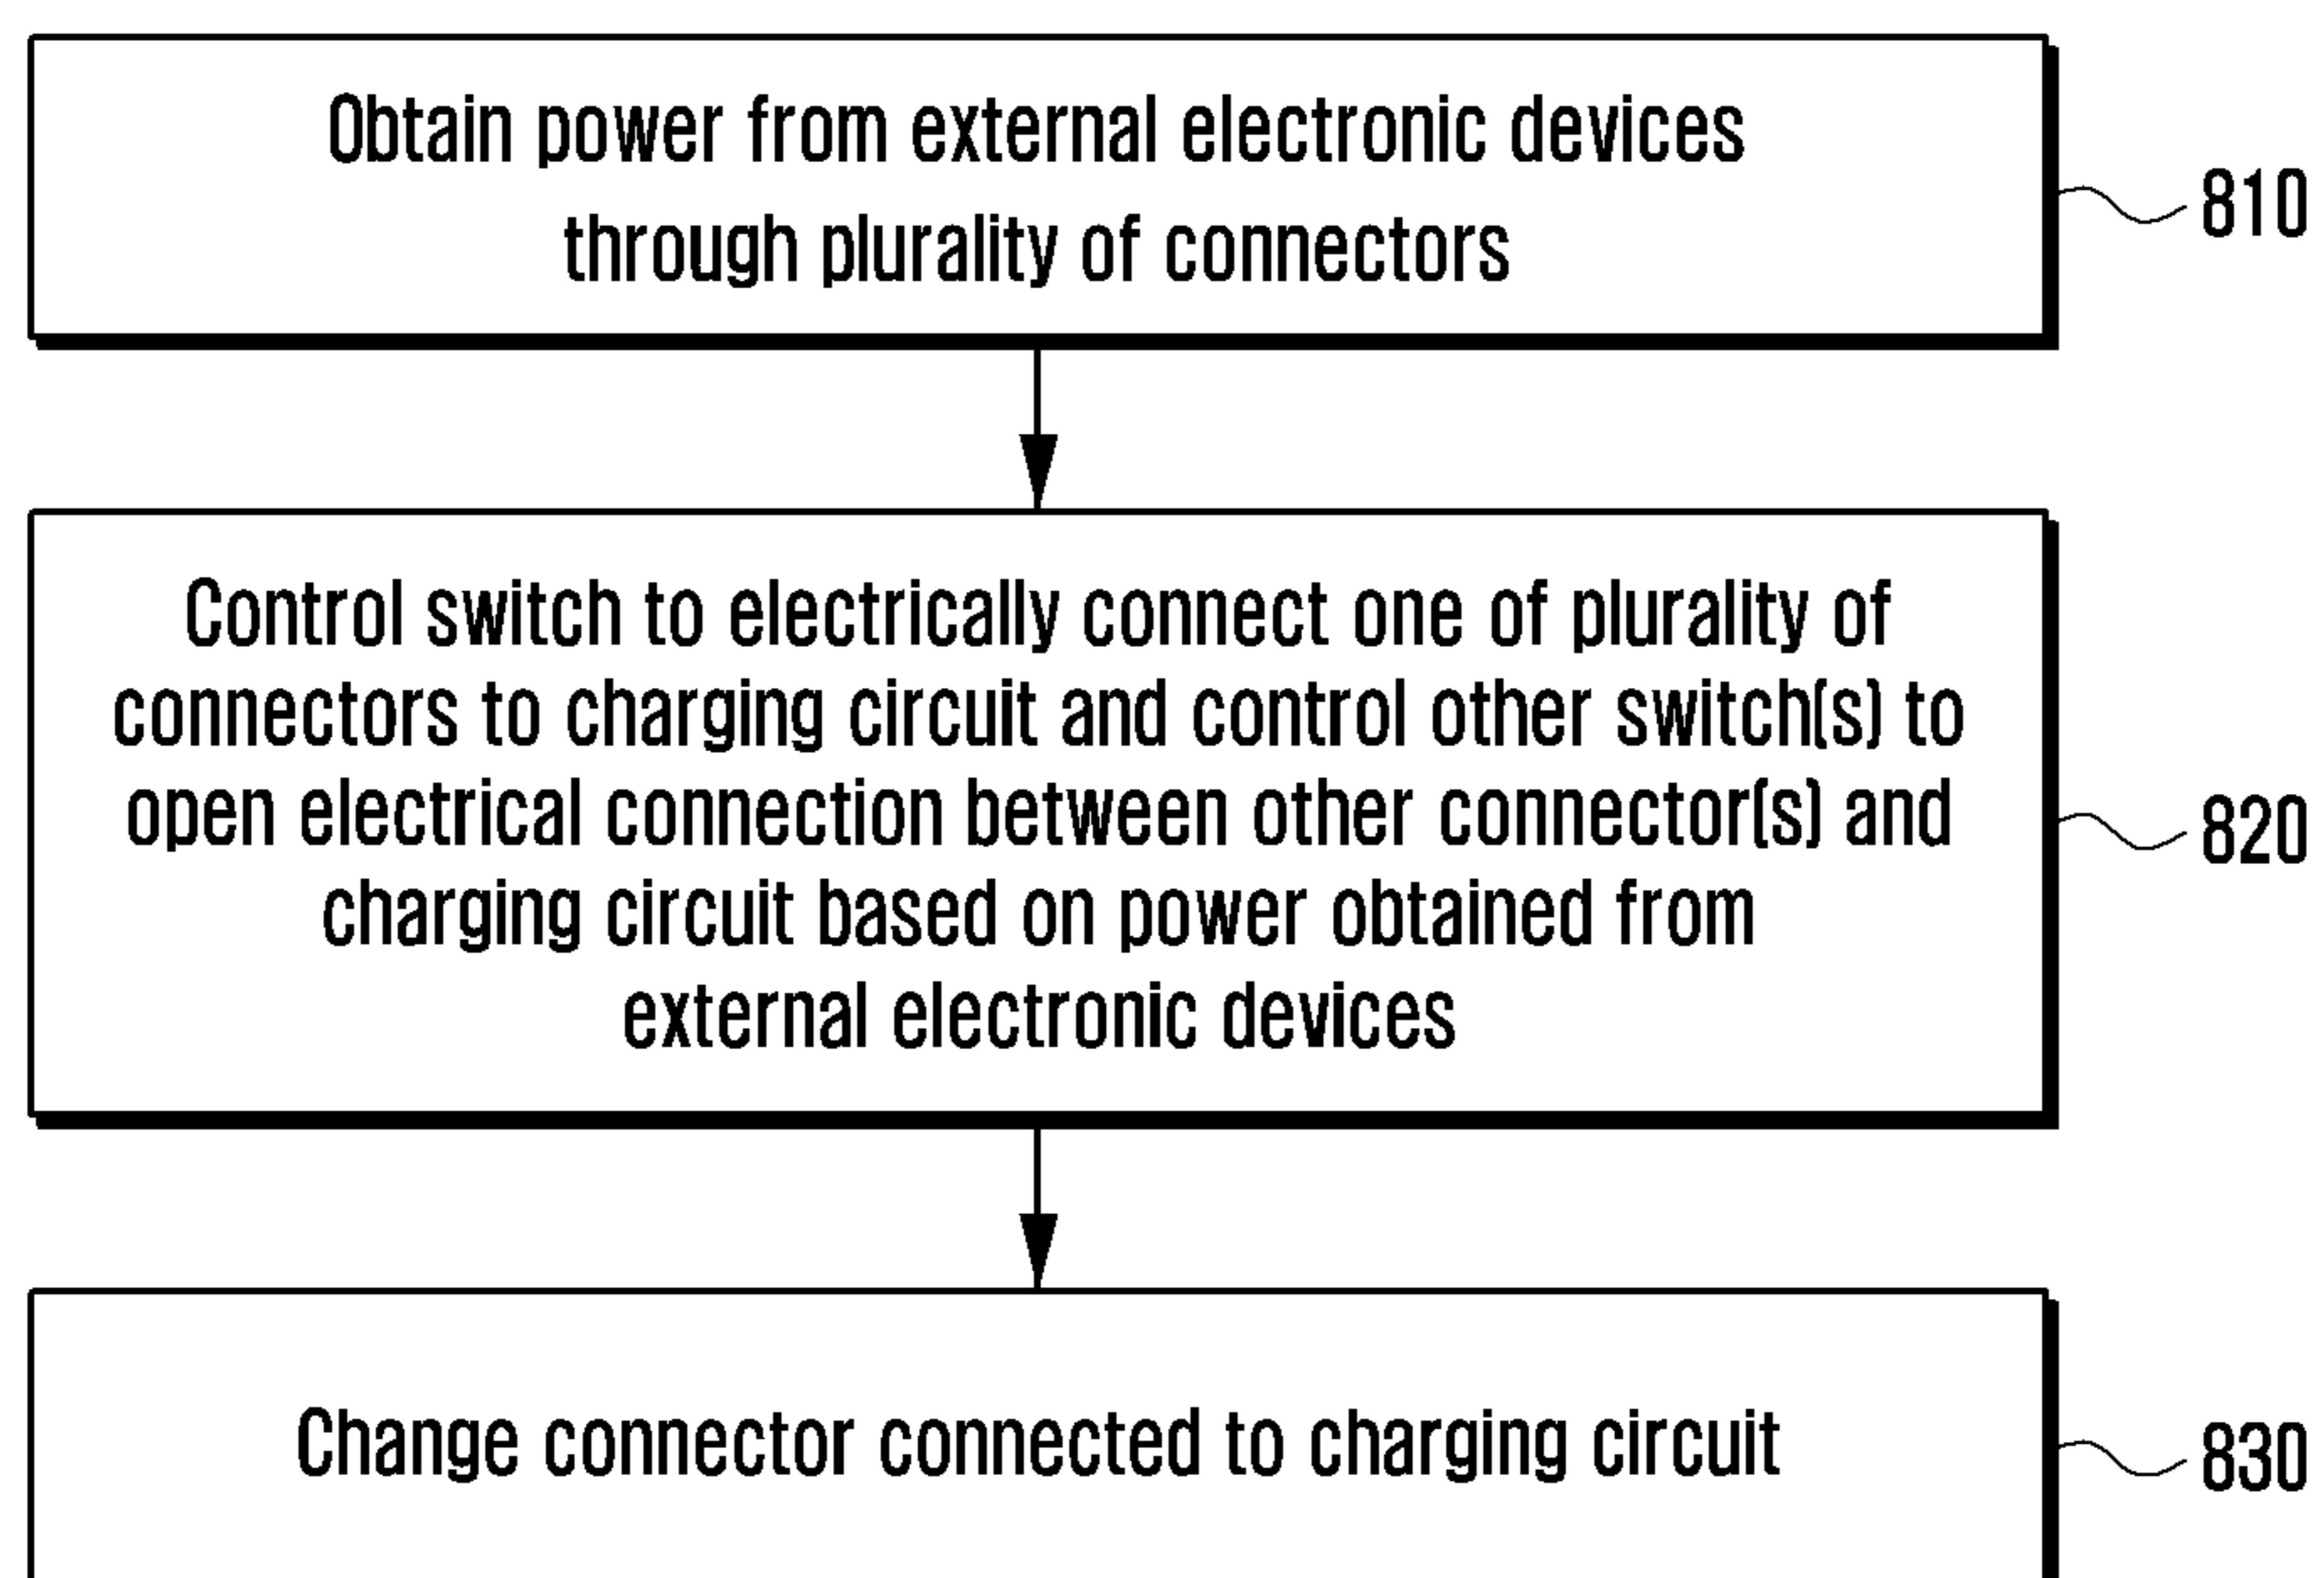 Obtain power from external electronic devices
through plurality of connectors
810
Control switch to electrically connect one of plurality of
connectors to charging circuit and control other switch(s) to
open electrical connection between other connector(s) and
charging circuit based on power obtained from
external electronic devices
820
Change connector connected to charging circuit
830